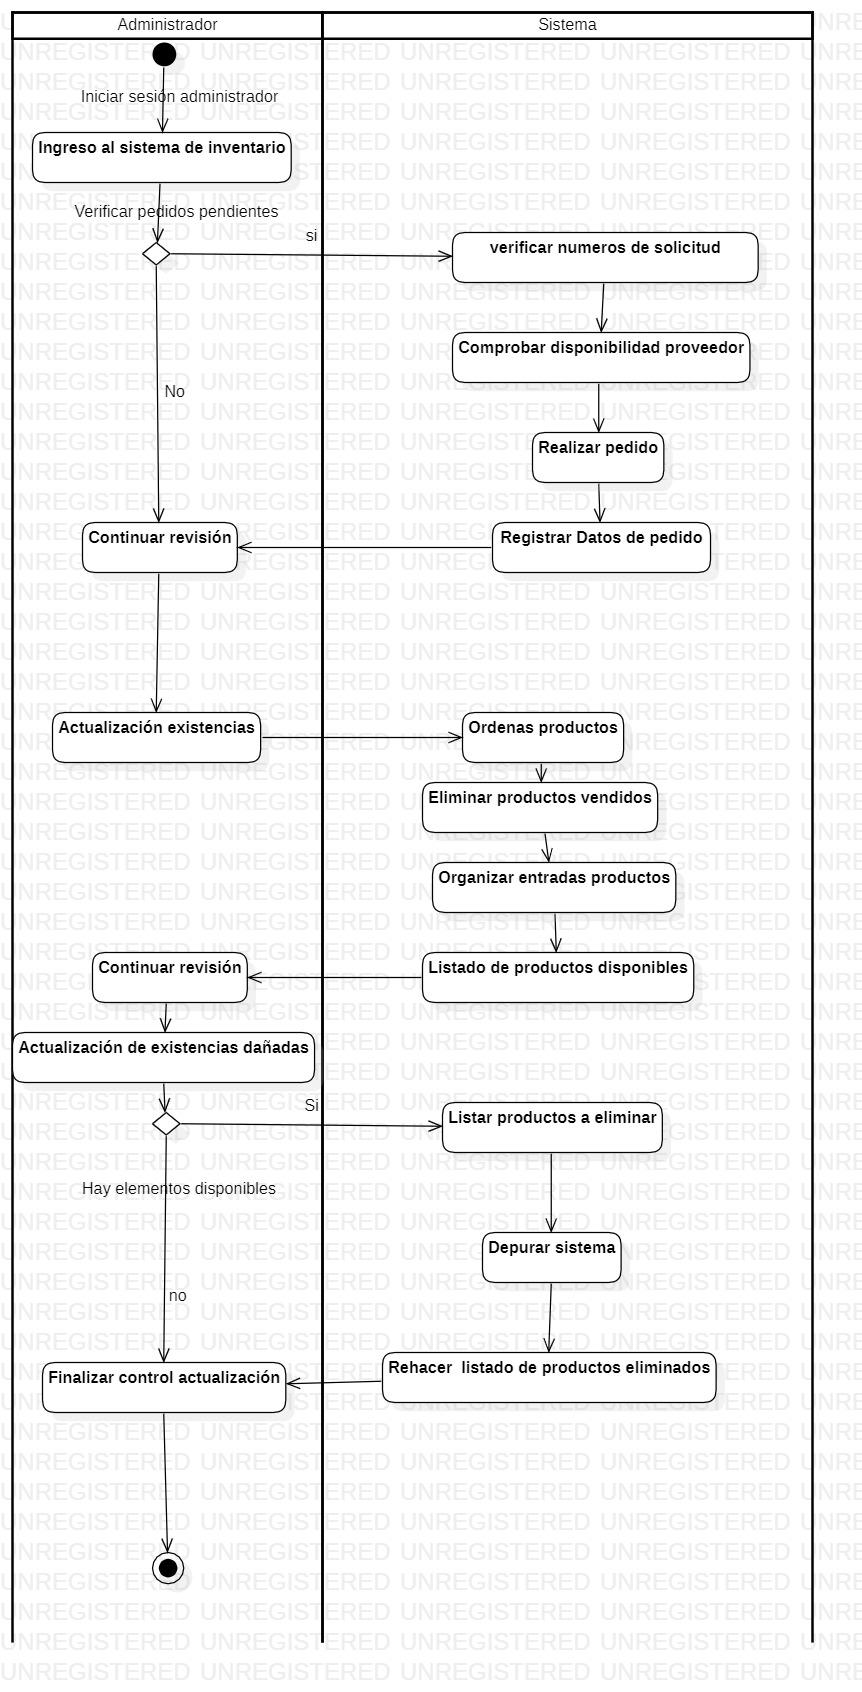 Administrador
Sistema
Iniciar sesión administrador
Ingreso al sistema de inventario
Verificar pedidos pendientes
si
verificar numeros de solicitud
Comprobar disponibilidad proveedor
No
Realizar pedido
Continuar revisión
Registrar Datos de pedido
Actualización existencias
Ordenas productos
Eliminar productos vendidos
Organizar entradas productos
Continuar revisión
Listado de productos disponibles
Actualización de existencias dañadas
Si
Listar productos a eliminar
Hay elementos disponibles
Depurar sistema
no
Finalizar control actualización
Rehacer  listado de productos eliminados
UNREGISTERED